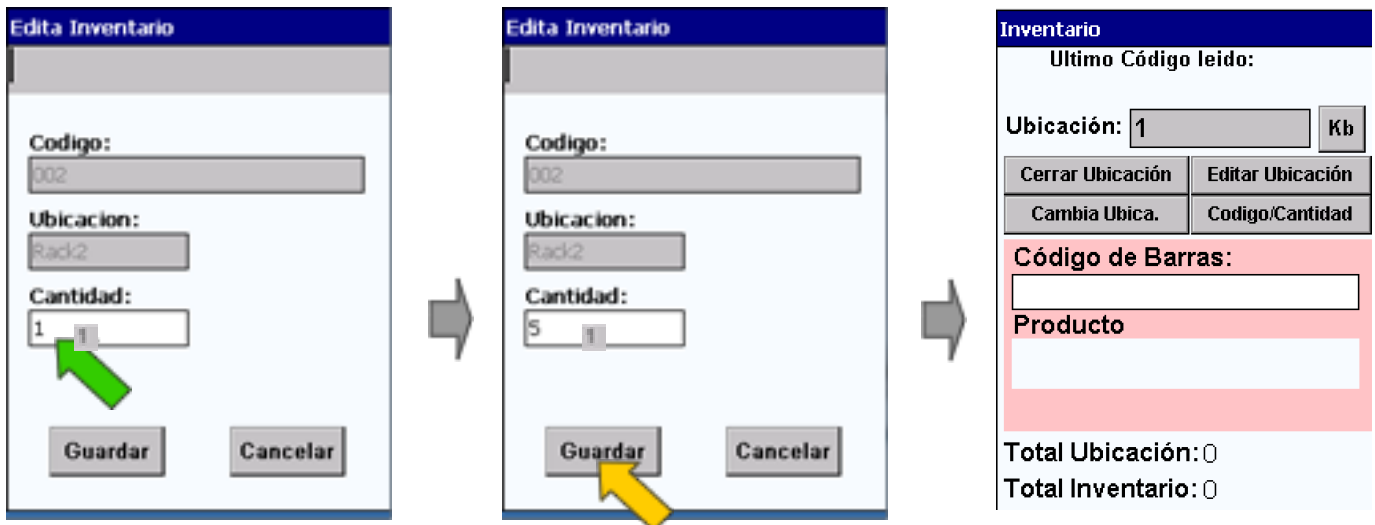 Edita Inventario
Codigo:
002
Ubicacion:
Rack2
Cantidad:
1
1
Guardar Cancelar
Edita Inventario
Codigo:
002
Ubicacion:
Rack2
Cantidad:
5
1
Guardar Cancelar
Inventario
Ultimo Código leido:
Ubicación: 1 Kb
Cerrar Ubicación Editar Ubicación
Cambia Ubica. Codigo/Cantidad
Código de Barras:
Producto
Total Ubicación: 0
Total Inventario: 0